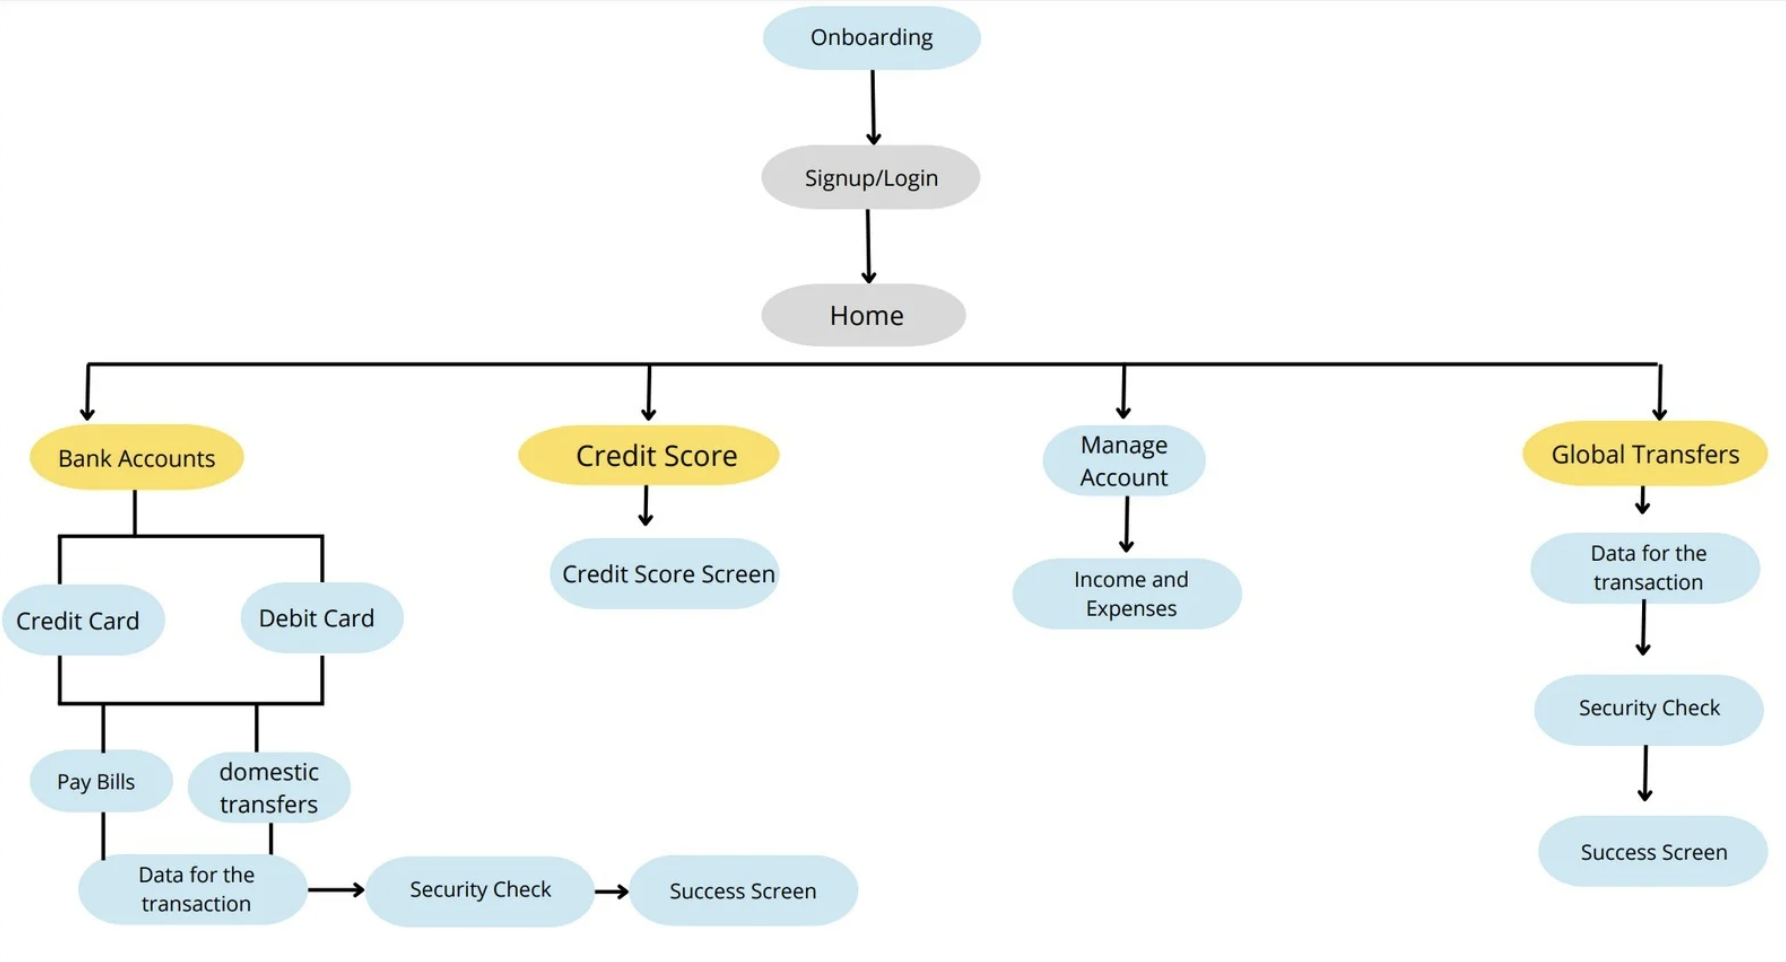 Onboarding
Signup/Login
Home
Bank Accounts
Credit Score
Manage
Account
Global Transfers
Credit Score Screen
Income and
Expenses
Data for the
transaction
Credit Card
Debit Card
Security Check
Pay Bills
domestic
transfers
Success Screen
Data for the
transaction
Security Check
Success Screen